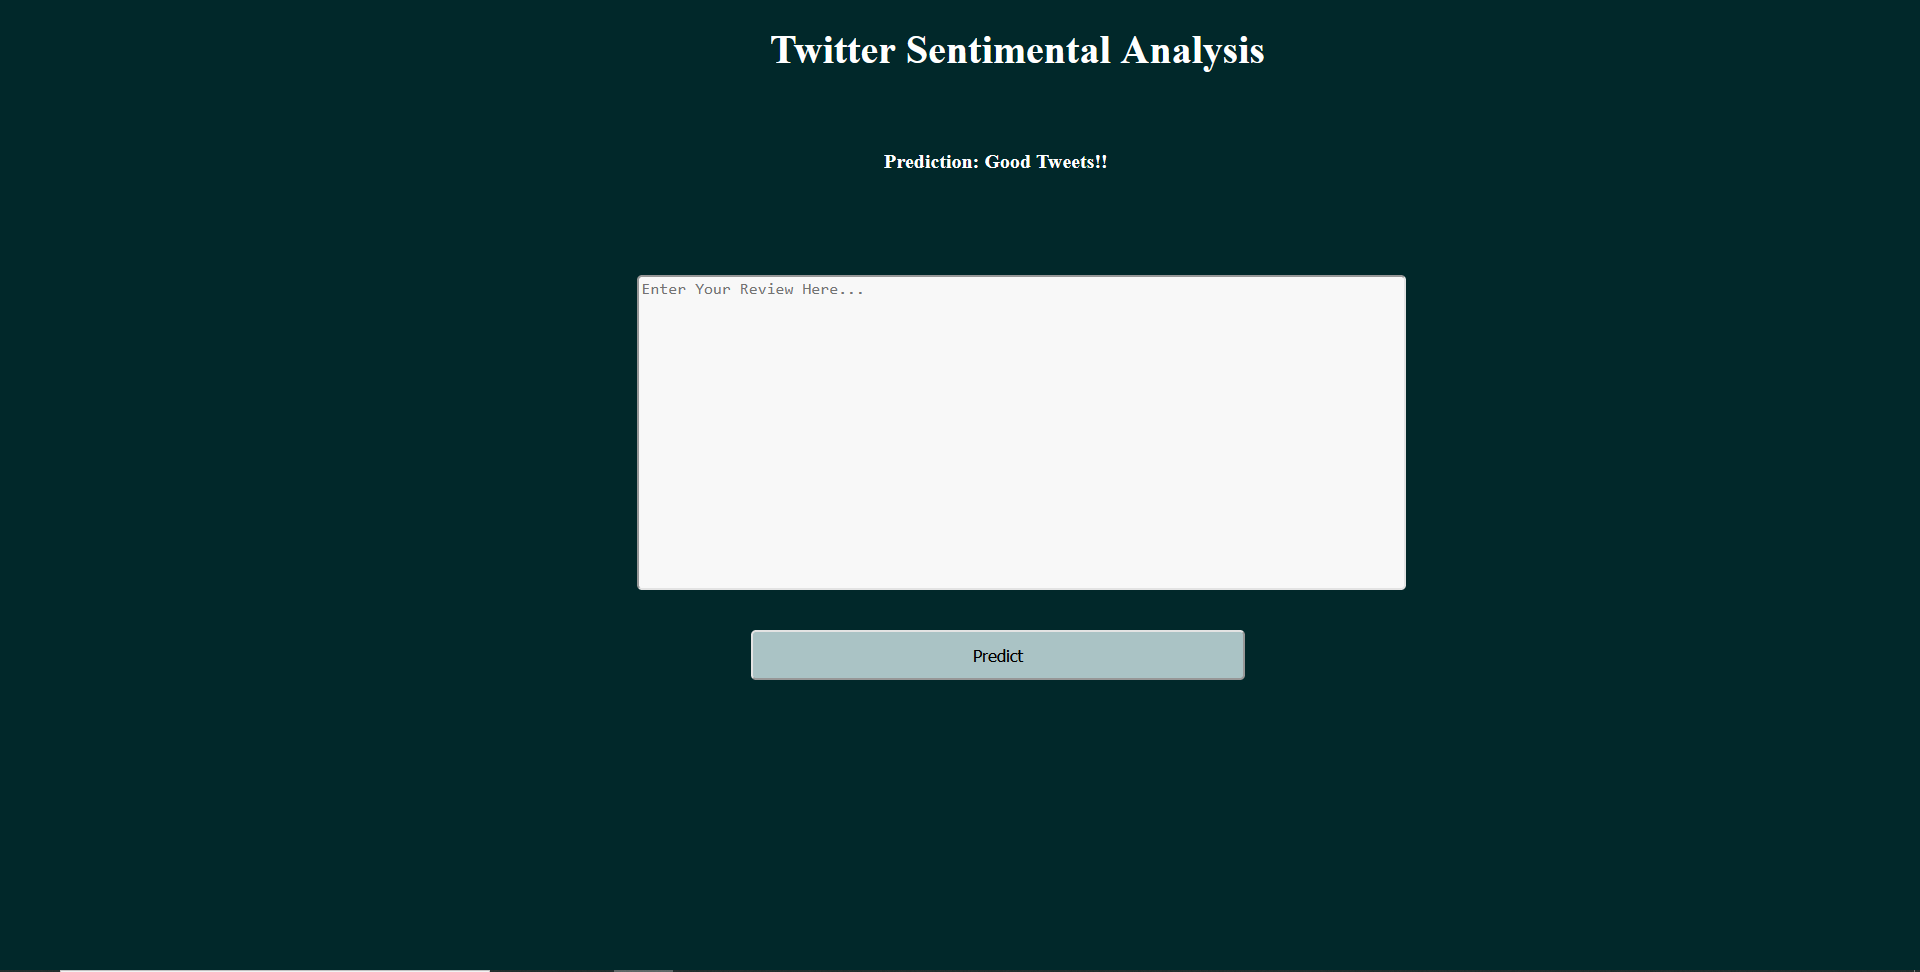 Twitter Sentimental Analysis
Prediction: Good Tweets!!
Enter Your Review Here...
Predict